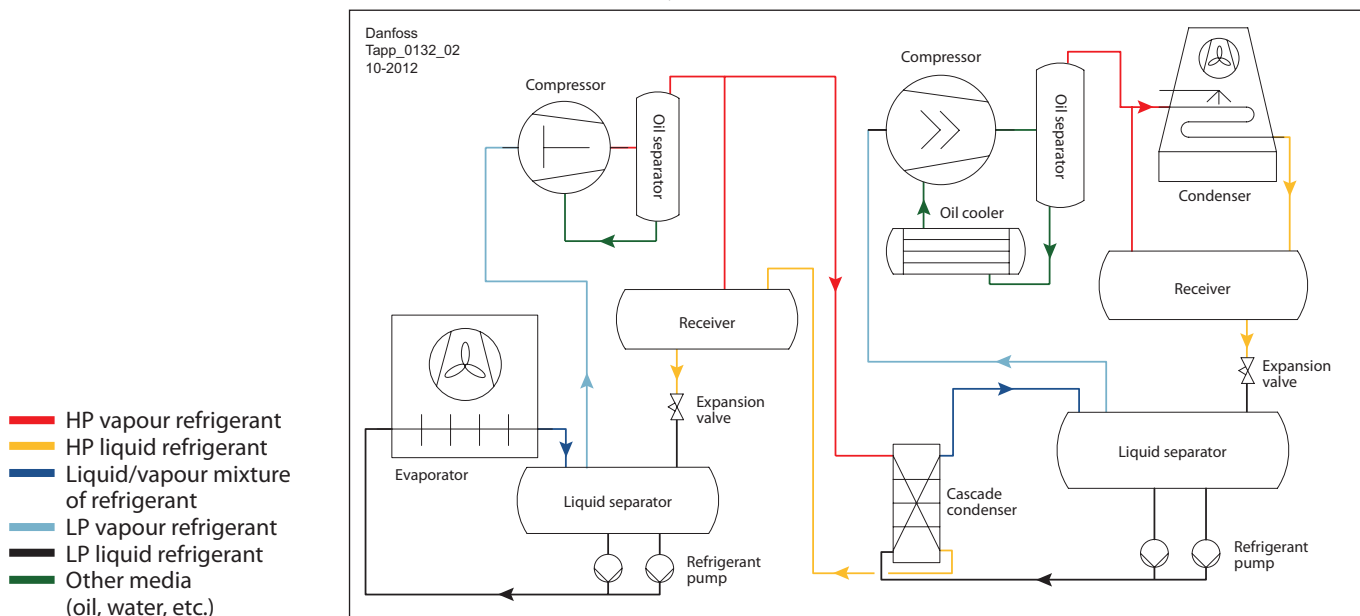 Danfoss
Tapp_0132_02
10-2012
Compressor
Oil separator
Compressor
Oil separator
Oil cooler
Condenser
Receiver
Receiver
Expansion
valve
Expansion
valve
Evaporator
Liquid separator
Liquid separator
Cascade
condenser
Refrigerant
pump
Refrigerant
pump
HP vapour refrigerant
HP liquid refrigerant
Liquid/vapour mixture
of refrigerant
LP vapour refrigerant
LP liquid refrigerant
Other media
(oil, water, etc.)